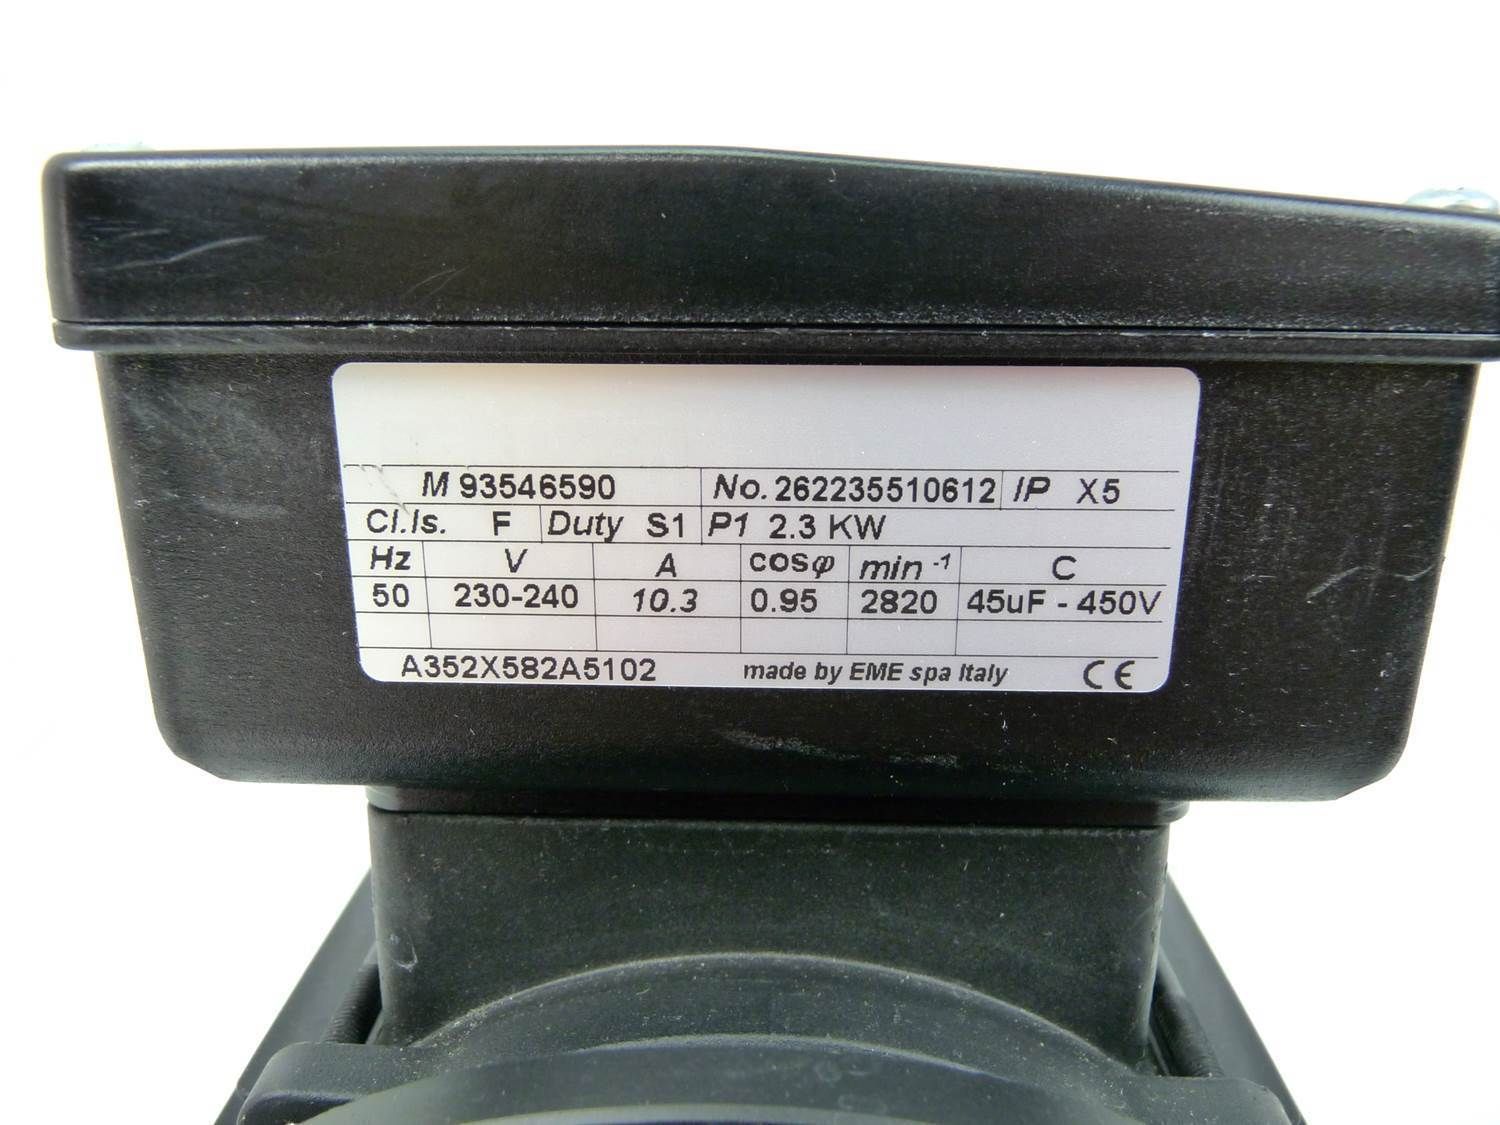 M 93546590 No. 262235510612 IP X5
Cl.Is. F Duty S1 P1 2.3 KW
Hz V A cosφ min -1 C
50 230-240 10.3 0.95 2820 45uF - 450V
A352X582A5102 made by EME spa Italy CE